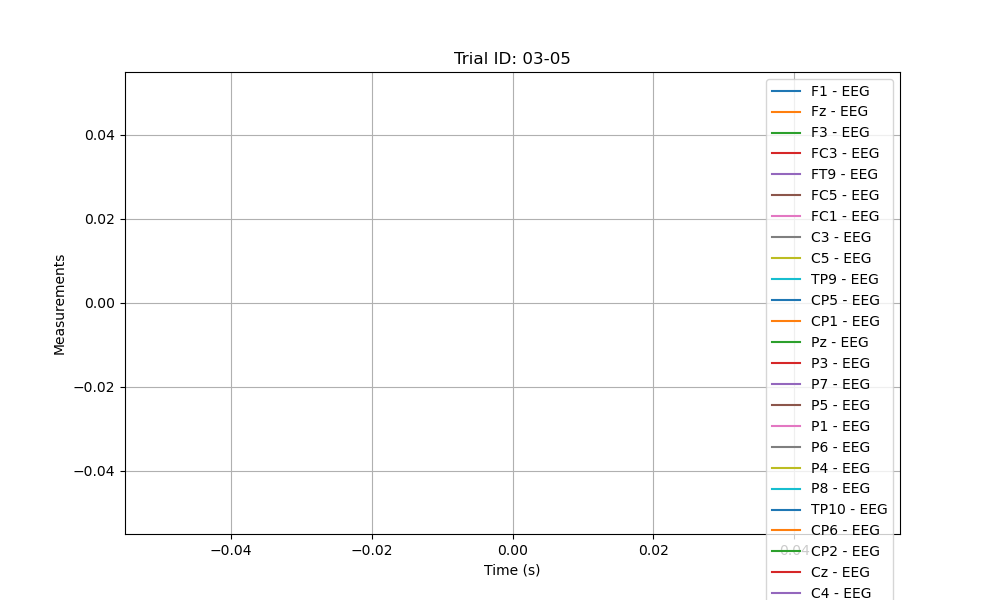 Trial ID: 03-05
Measurements
0.04
0.02
0.00
−0.02
−0.04
−0.04
−0.02
0.00
0.02
0.04
Time (s)
F1 - EEG
Fz - EEG
F3 - EEG
FC3 - EEG
FT9 - EEG
FC5 - EEG
FC1 - EEG
C3 - EEG
C5 - EEG
TP9 - EEG
CP5 - EEG
CP1 - EEG
Pz - EEG
P3 - EEG
P7 - EEG
P5 - EEG
P1 - EEG
P6 - EEG
P4 - EEG
P8 - EEG
TP10 - EEG
CP6 - EEG
CP2 - EEG
Cz - EEG
C4 - EEG